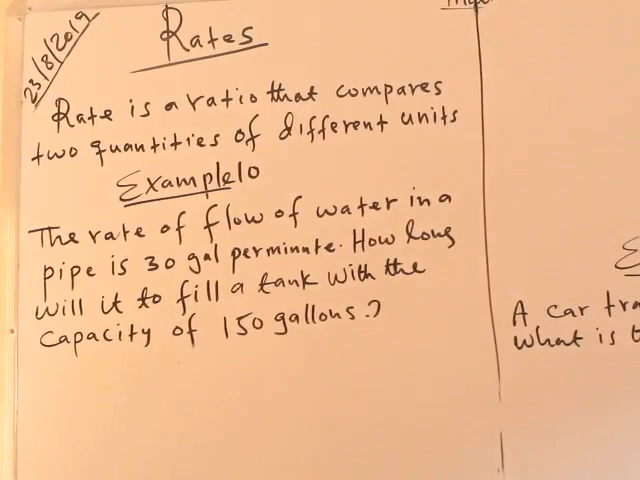 23/8/2019
Rates
Rate is a ratio that compares
two quantities of different units
Example 10
The rate of flow of water in a
pipe is 30 gal perminute. How long
will it to fill a tank with the
capacity of 150 gallons.?
A car tra
What is t